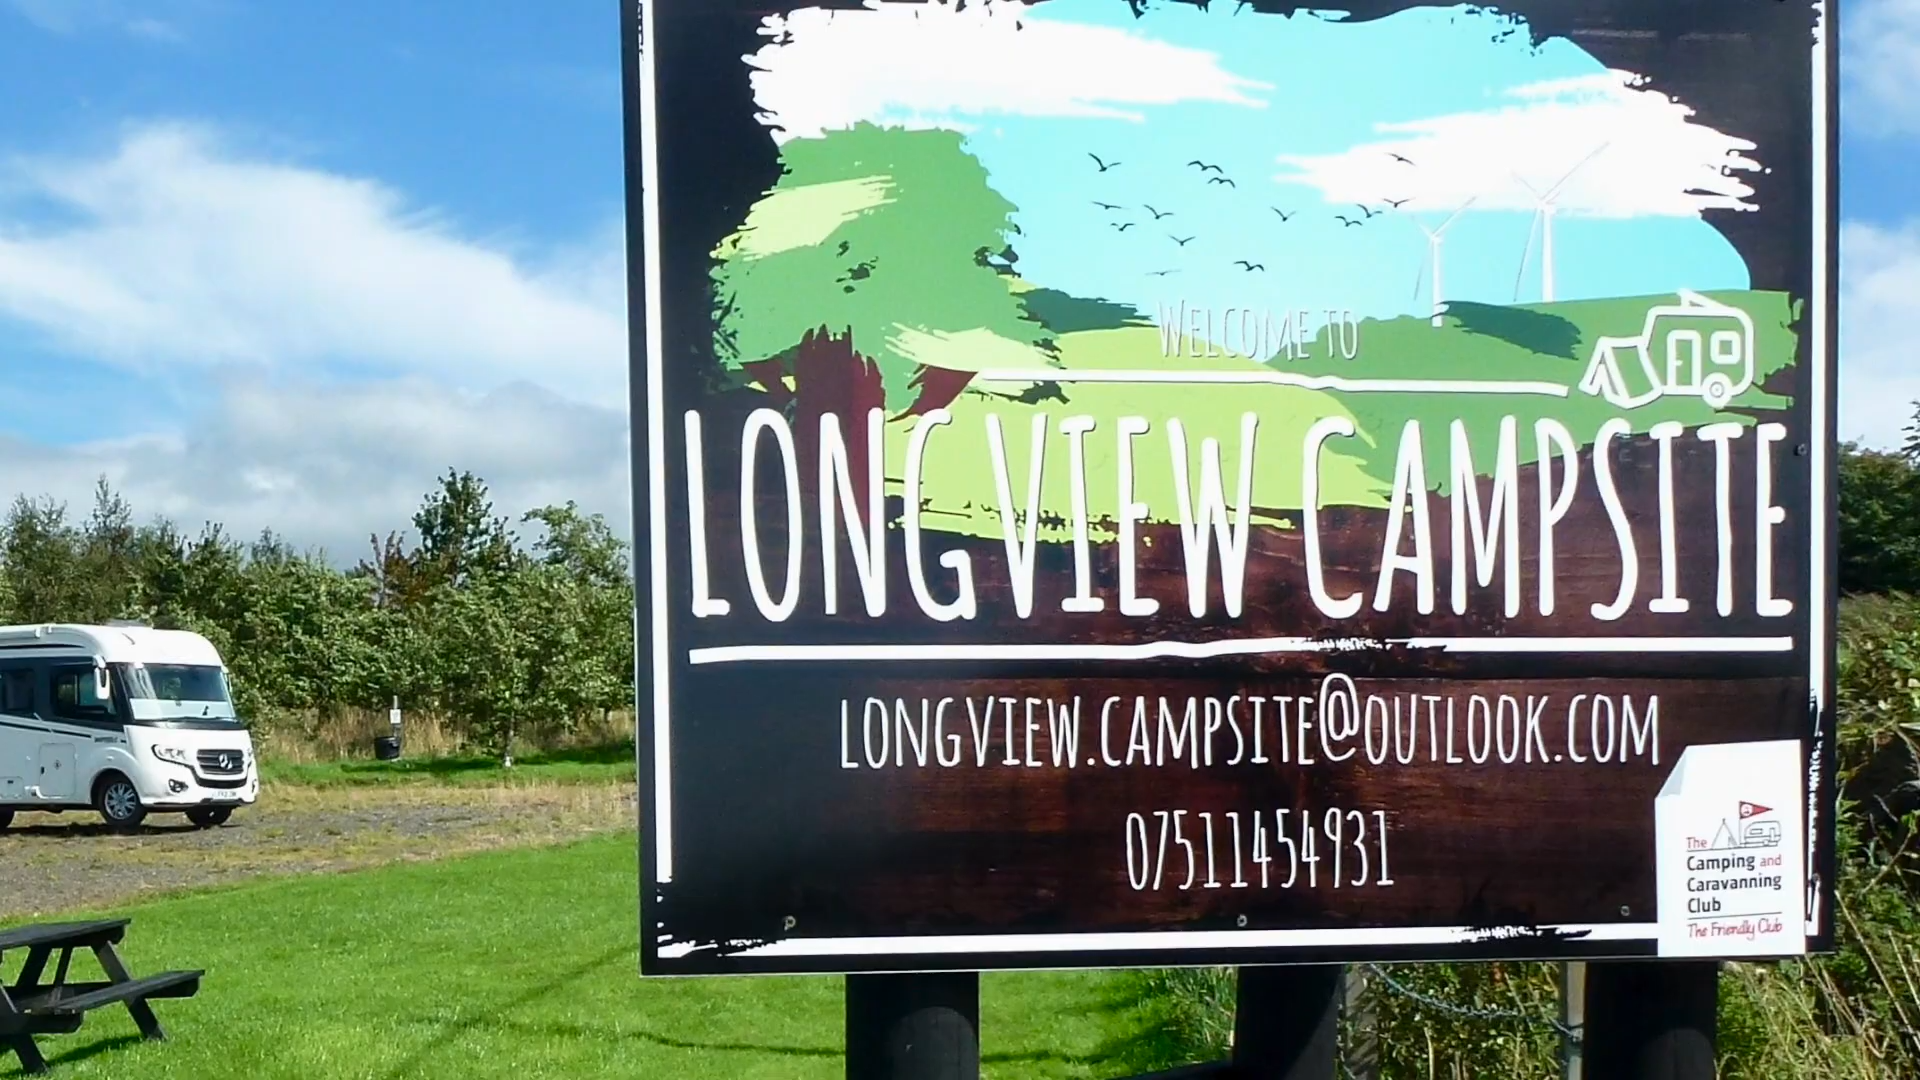 WELCOME TO
LONGVIEW CAMPSITE
LONGVIEW.CAMPSITE@OUTLOOK.COM
07511454931
The
Camping and
Caravanning
Club
The Friendly Club